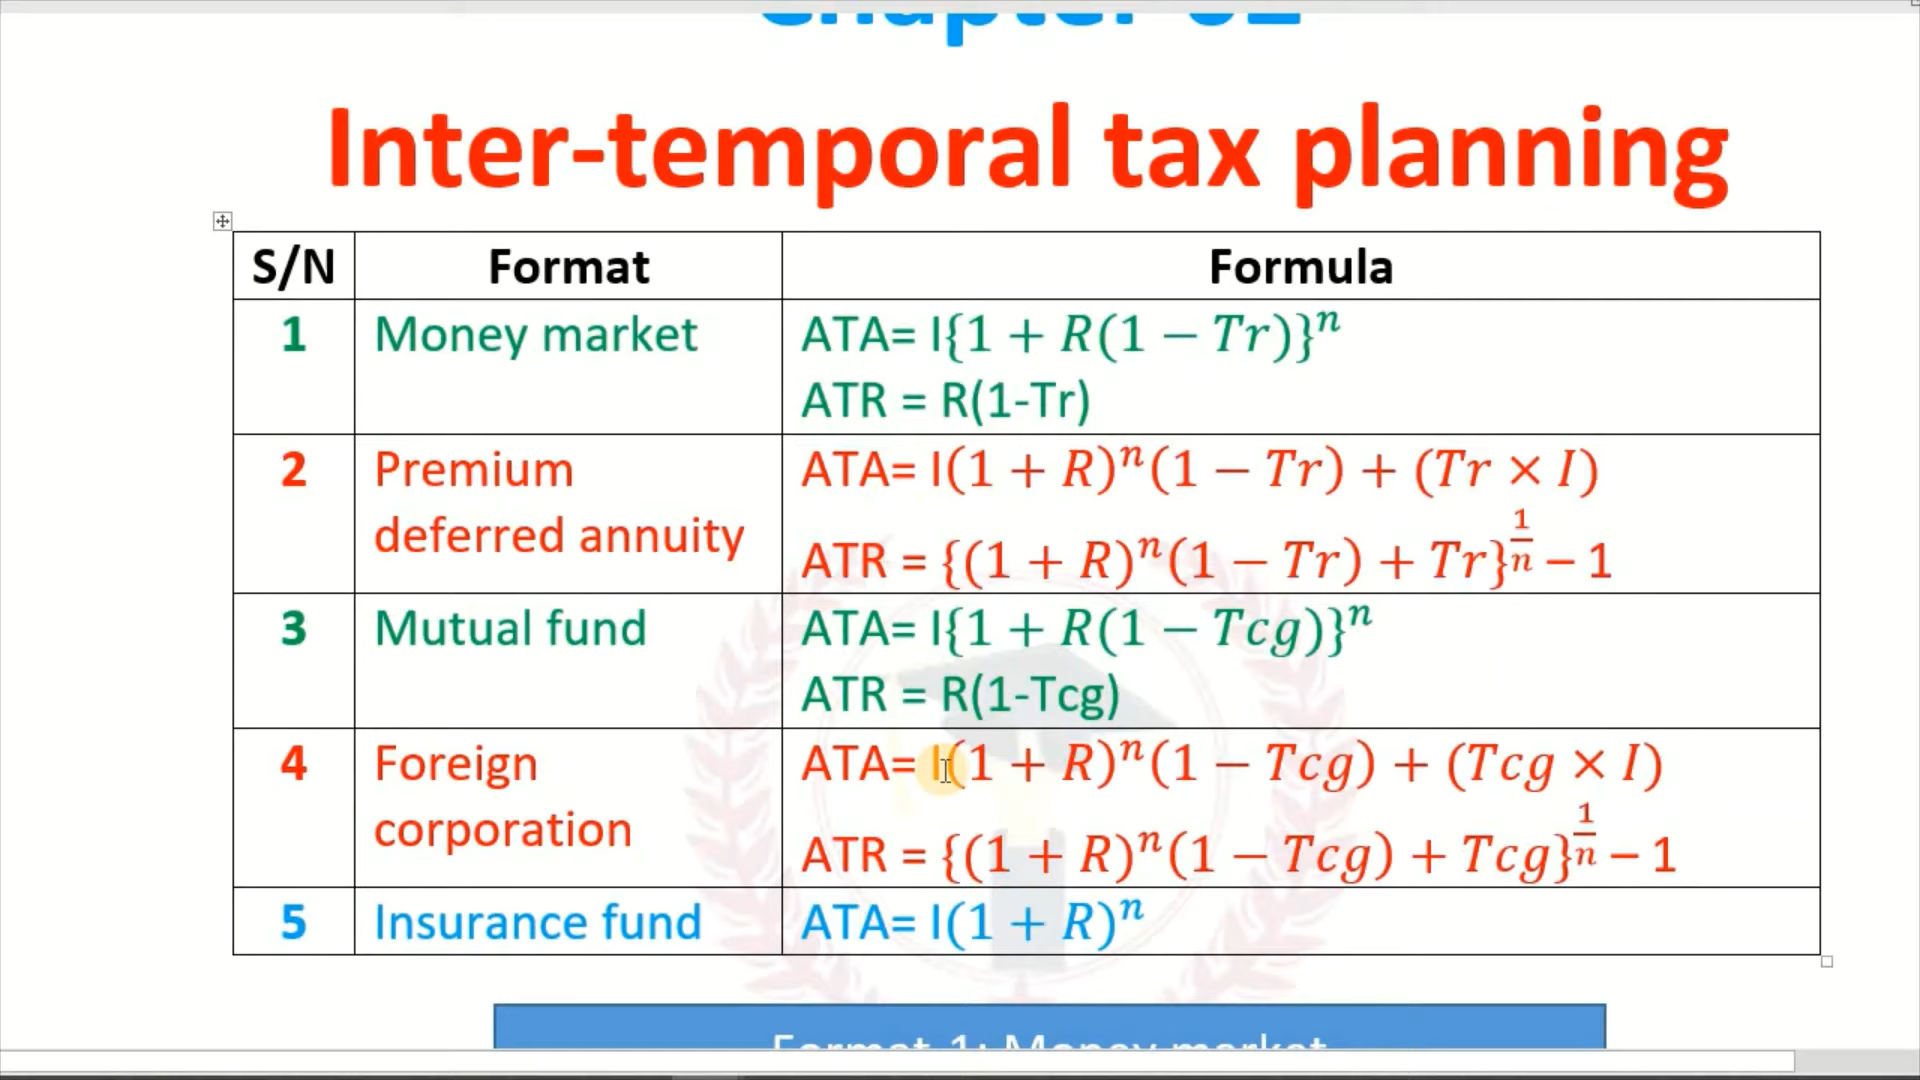 Inter-temporal tax planning
S/N Format Formula
1 Money market ATA= I{1 + R(1 − Tr)}ⁿ
ATR = R(1-Tr)
2 Premium ATA= I(1 + R)ⁿ(1 − Tr) + (Tr × I)
deferred annuity ATR = {(1 + R)ⁿ(1 − Tr) + Tr}^(1/n) − 1
3 Mutual fund ATA= I{1 + R(1 − Tcg)}ⁿ
ATR = R(1-Tcg)
4 Foreign ATA= I(1 + R)ⁿ(1 − Tcg) + (Tcg × I)
corporation ATR = {(1 + R)ⁿ(1 − Tcg) + Tcg}^(1/n) − 1
5 Insurance fund ATA= I(1 + R)ⁿ
Format 1: Money market